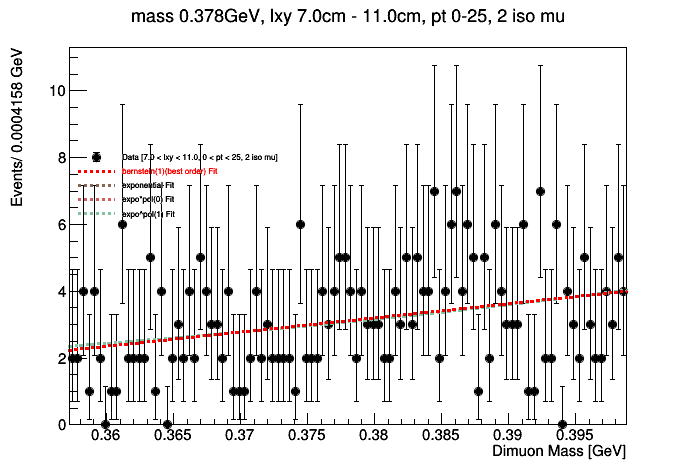 mass 0.378GeV, lxy 7.0cm - 11.0cm, pt 0-25, 2 iso mu
Events/ 0.0004158 GeV
10
8
6
4
2
0
Data [7.0 < lxy < 11.0, 0 < pt < 25, 2 iso mu]
bernstein(1)(best order) Fit
exponential Fit
expo*pol(0) Fit
expo*pol(1) Fit
0.36 0.365 0.37 0.375 0.38 0.385 0.39 0.395
Dimuon Mass [GeV]